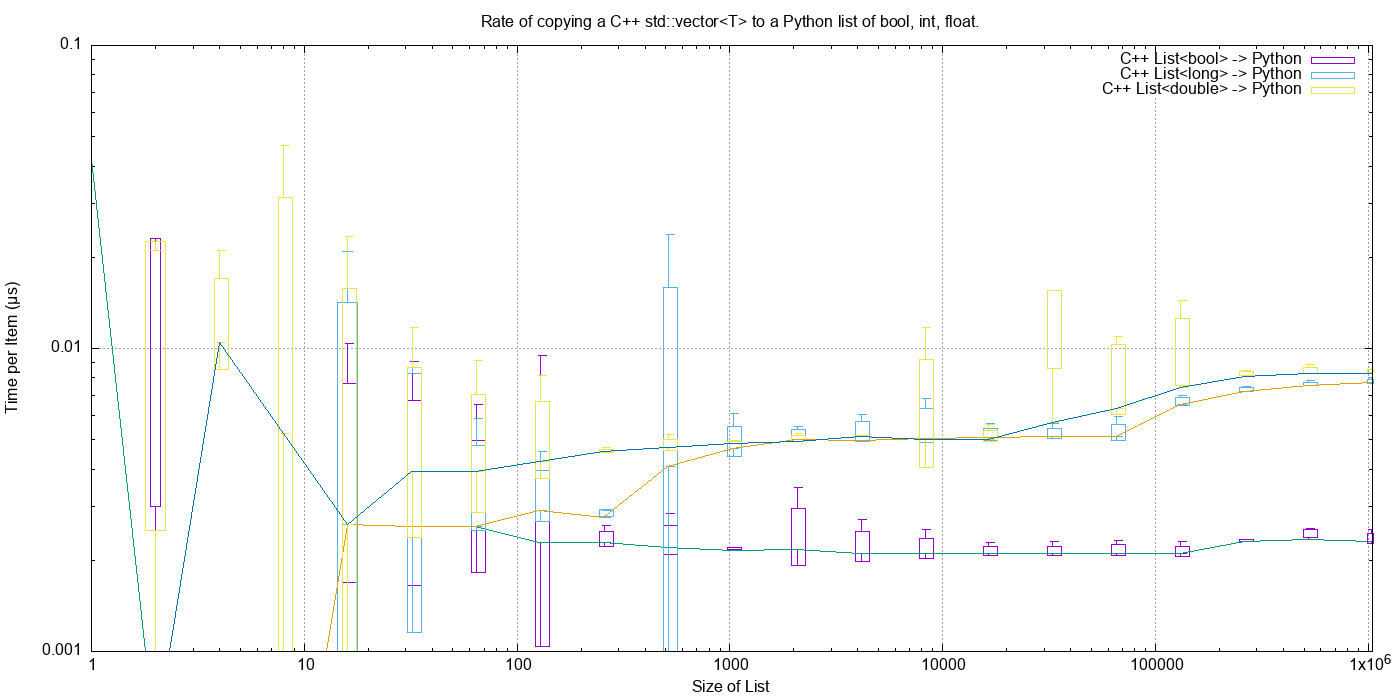 Rate of copying a C++ std::vector<T> to a Python list of bool, int, float.
0.1
C++ List<bool> -> Python
C++ List<long> -> Python
C++ List<double> -> Python
Time per Item (µs)
0.01
0.001
1 10 100 1000 10000 100000 1x10⁶
Size of List